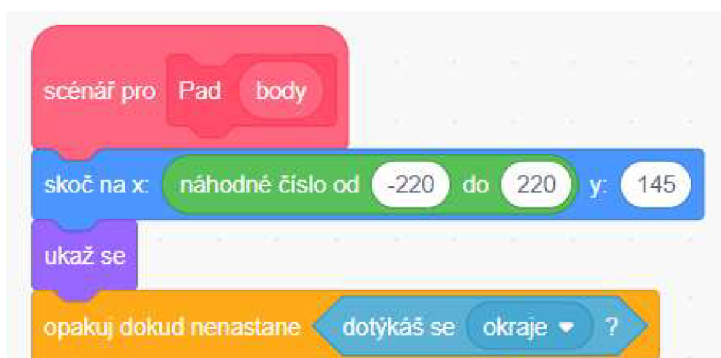 scénář pro Pad body
skoč na x: náhodné číslo od -220 do 220 y: 145
ukaž se
opakuj dokud nenastane dotýkáš se okraje ?